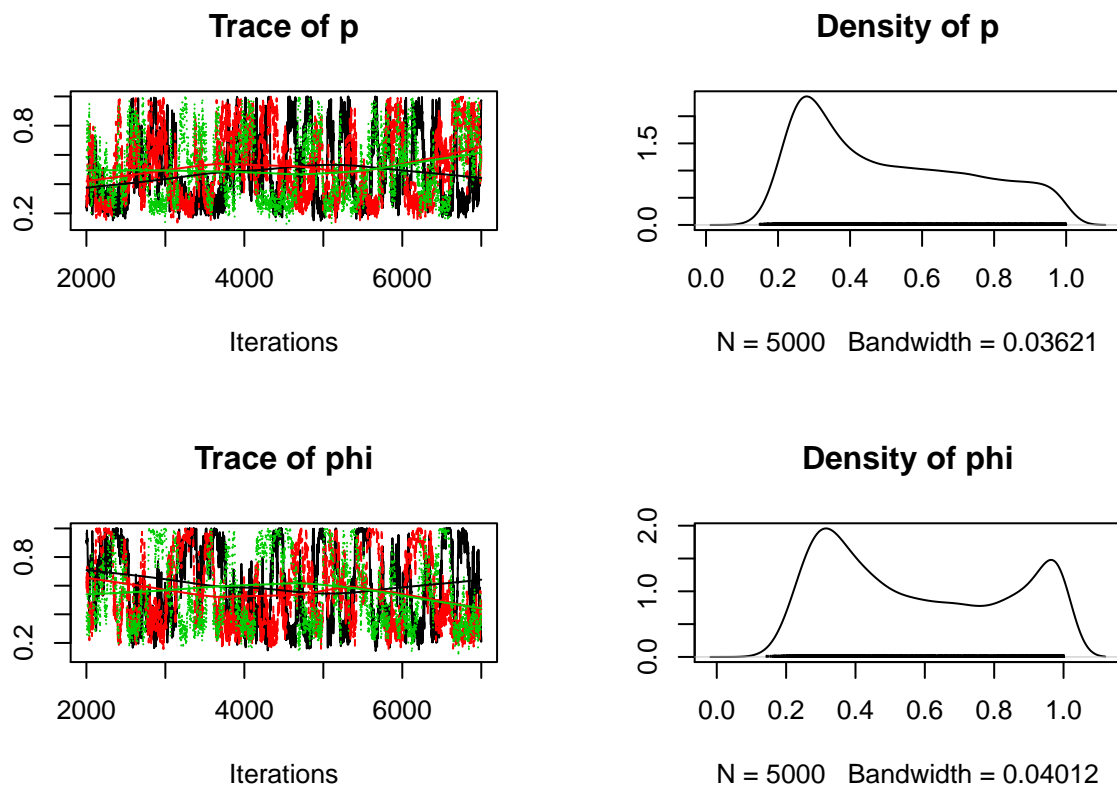 Trace of p
0.8
0.2
2000 4000 6000
Iterations
Density of p
1.5
0.0
0.0 0.2 0.4 0.6 0.8 1.0
N = 5000 Bandwidth = 0.03621
Trace of phi
0.8
0.2
2000 4000 6000
Iterations
Density of phi
2.0
1.0
0.0
0.0 0.2 0.4 0.6 0.8 1.0
N = 5000 Bandwidth = 0.04012